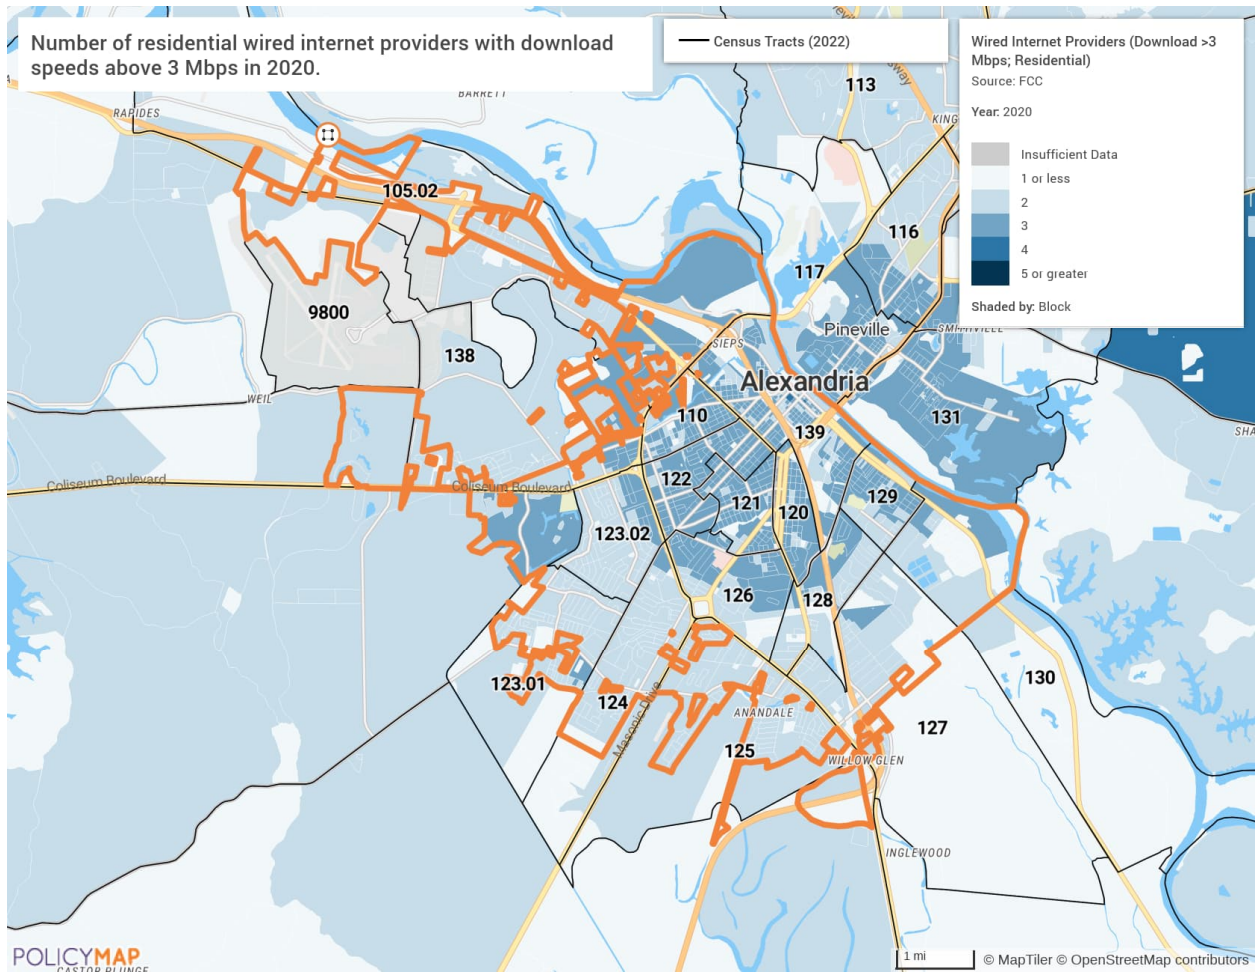 Number of residential wired internet providers with download
speeds above 3 Mbps in 2020.
Census Tracts (2022)
Wired Internet Providers (Download >3
Mbps; Residential)
Source: FCC
Year: 2020
Insufficient Data
1 or less
2
3
4
5 or greater
Shaded by: Block
RAPIDES
BARRETT
113
KING
105.02
116
117
9800
Pineville
SMITHVILLE
138
SIEPS
Alexandria
WEIL
110
139
131
SHA
Coliseum Boulevard
Coliseum Boulevard
122
121
120
129
123.02
126
128
123.01
124
130
Masonic Drive
ANANDALE
127
125
WILLOW GLEN
INGLEWOOD
POLICYMAP
CASTOR PLUNGE
1 mi
© MapTiler © OpenStreetMap contributors